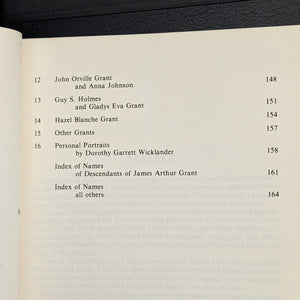 12 John Orville Grant
and Anna Johnson 148
13 Guy S. Holmes
and Gladys Eva Grant 151
14 Hazel Blanche Grant 154
15 Other Grants 157
16 Personal Portraits
by Dorothy Garrett Wicklander 158
Index of Names
of Descendants of James Arthur Grant 161
Index of Names
all others 164